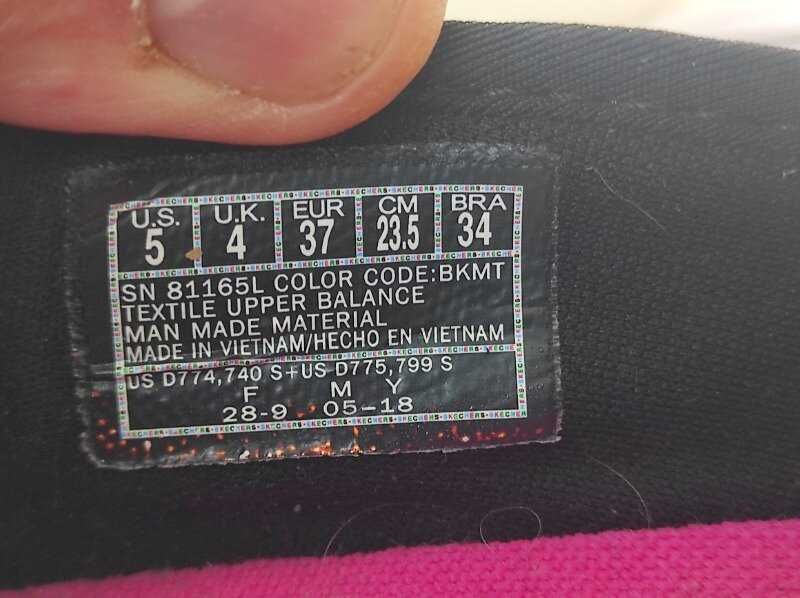 U.S. U.K. EUR CM BRA
5 4 37 23.5 34
SN 81165L COLOR CODE:BKMT
TEXTILE UPPER BALANCE
MAN MADE MATERIAL
MADE IN VIETNAM/HECHO EN VIETNAM
US D774,740 S+US D775,799 S
F M Y
28-9 05-18